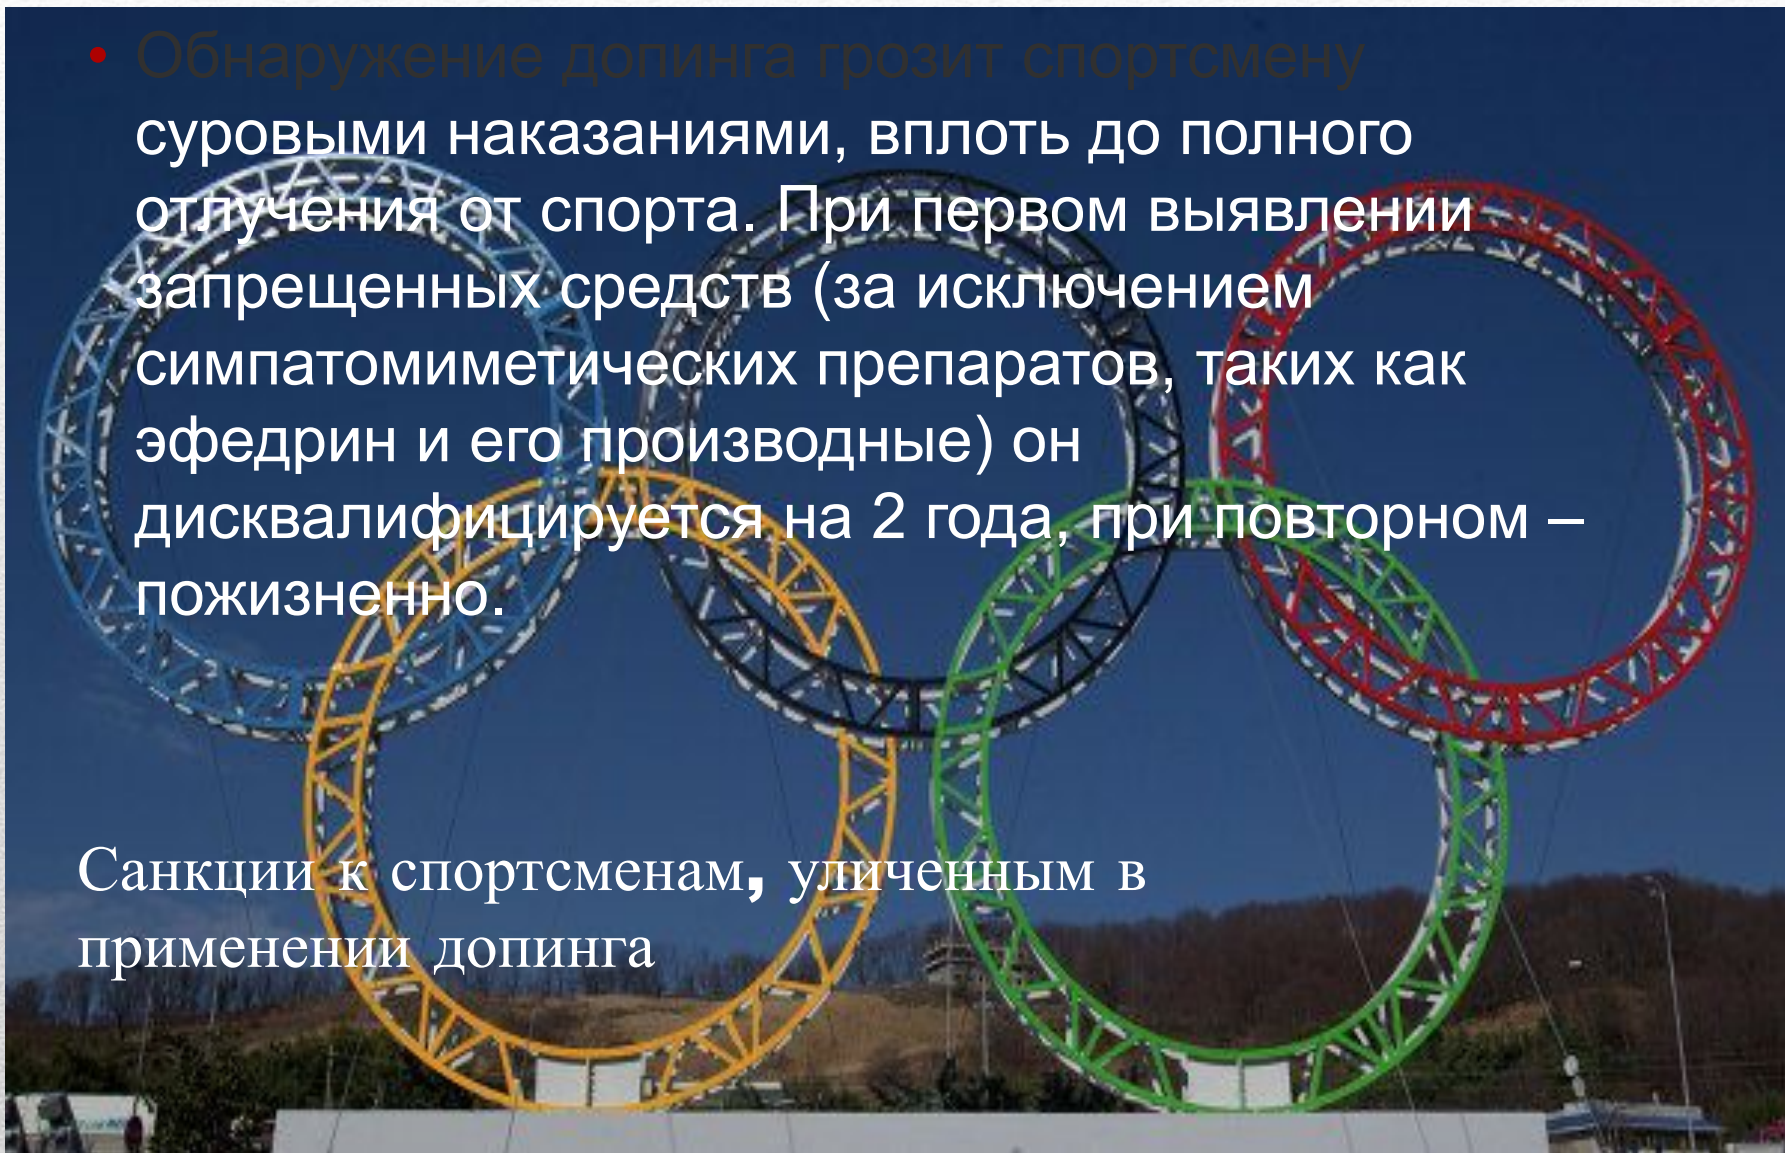 • Обнаружение допинга грозит спортсмену
суровыми наказаниями, вплоть до полного
отлучения от спорта. При первом выявлении
запрещенных средств (за исключением
симпатомиметических препаратов, таких как
эфедрин и его производные) он
дисквалифицируется на 2 года, при повторном –
пожизненно.
Санкции к спортсменам, уличенным в
применении допинга